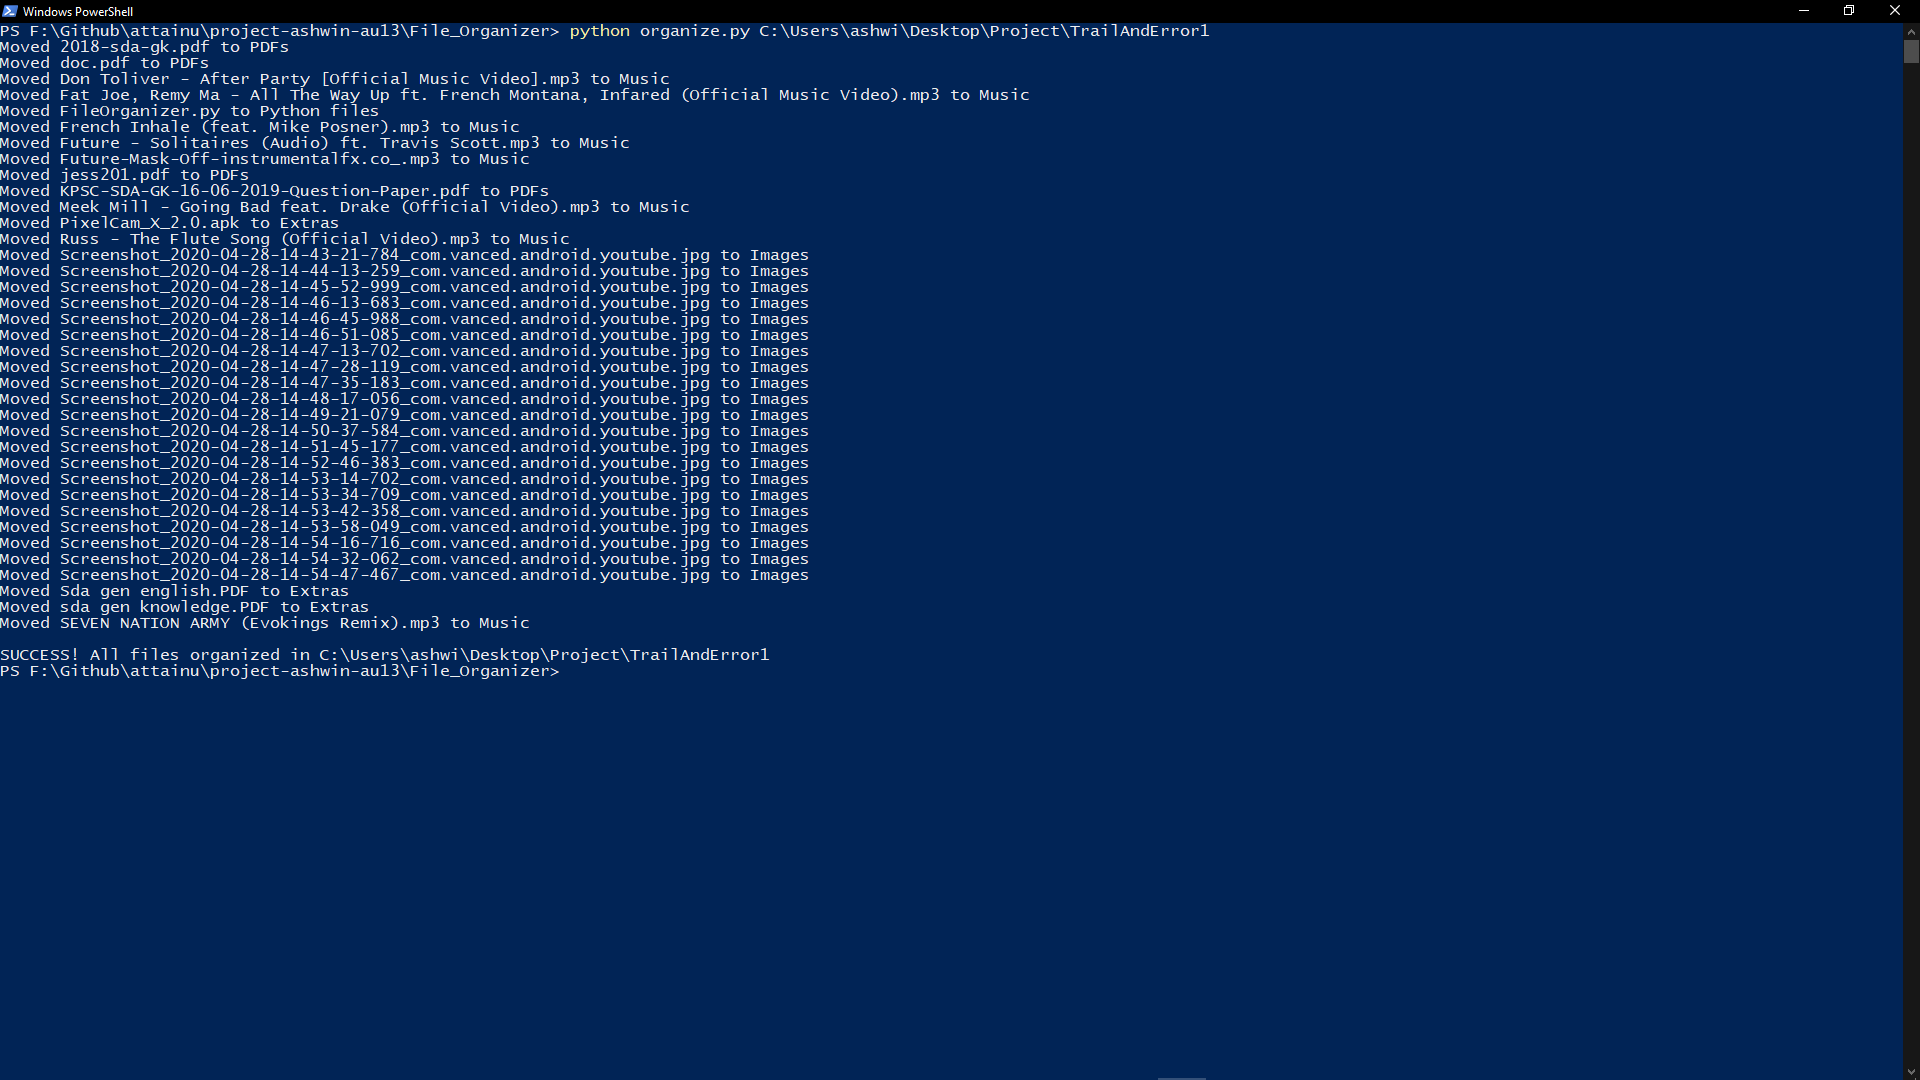 Windows PowerShell
PS F:\Github\attainu\project-ashwin-au13\File_Organizer> python organize.py C:\Users\ashwi\Desktop\Project\TrailAndError1
Moved 2018-sda-gk.pdf to PDFs
Moved doc.pdf to PDFs
Moved Don Toliver - After Party [Official Music Video].mp3 to Music
Moved Fat Joe, Remy Ma - All The Way Up ft. French Montana, Infared (Official Music Video).mp3 to Music
Moved FileOrganizer.py to Python files
Moved French Inhale (feat. Mike Posner).mp3 to Music
Moved Future - Solitaires (Audio) ft. Travis Scott.mp3 to Music
Moved Future-Mask-Off-instrumentalfx.co_.mp3 to Music
Moved jess201.pdf to PDFs
Moved KPSC-SDA-GK-16-06-2019-Question-Paper.pdf to PDFs
Moved Meek Mill - Going Bad feat. Drake (Official Video).mp3 to Music
Moved PixelCam_X_2.0.apk to Extras
Moved Russ - The Flute Song (Official Video).mp3 to Music
Moved Screenshot_2020-04-28-14-43-21-784_com.vanced.android.youtube.jpg to Images
Moved Screenshot_2020-04-28-14-44-13-259_com.vanced.android.youtube.jpg to Images
Moved Screenshot_2020-04-28-14-45-52-999_com.vanced.android.youtube.jpg to Images
Moved Screenshot_2020-04-28-14-46-13-683_com.vanced.android.youtube.jpg to Images
Moved Screenshot_2020-04-28-14-46-45-988_com.vanced.android.youtube.jpg to Images
Moved Screenshot_2020-04-28-14-46-51-085_com.vanced.android.youtube.jpg to Images
Moved Screenshot_2020-04-28-14-47-13-702_com.vanced.android.youtube.jpg to Images
Moved Screenshot_2020-04-28-14-47-28-119_com.vanced.android.youtube.jpg to Images
Moved Screenshot_2020-04-28-14-47-35-183_com.vanced.android.youtube.jpg to Images
Moved Screenshot_2020-04-28-14-48-17-056_com.vanced.android.youtube.jpg to Images
Moved Screenshot_2020-04-28-14-49-21-079_com.vanced.android.youtube.jpg to Images
Moved Screenshot_2020-04-28-14-50-37-584_com.vanced.android.youtube.jpg to Images
Moved Screenshot_2020-04-28-14-51-45-177_com.vanced.android.youtube.jpg to Images
Moved Screenshot_2020-04-28-14-52-46-383_com.vanced.android.youtube.jpg to Images
Moved Screenshot_2020-04-28-14-53-14-702_com.vanced.android.youtube.jpg to Images
Moved Screenshot_2020-04-28-14-53-34-709_com.vanced.android.youtube.jpg to Images
Moved Screenshot_2020-04-28-14-53-42-358_com.vanced.android.youtube.jpg to Images
Moved Screenshot_2020-04-28-14-53-58-049_com.vanced.android.youtube.jpg to Images
Moved Screenshot_2020-04-28-14-54-16-716_com.vanced.android.youtube.jpg to Images
Moved Screenshot_2020-04-28-14-54-32-062_com.vanced.android.youtube.jpg to Images
Moved Screenshot_2020-04-28-14-54-47-467_com.vanced.android.youtube.jpg to Images
Moved Sda gen english.PDF to Extras
Moved sda gen knowledge.PDF to Extras
Moved SEVEN NATION ARMY (Evokings Remix).mp3 to Music
SUCCESS! All files organized in C:\Users\ashwi\Desktop\Project\TrailAndError1
PS F:\Github\attainu\project-ashwin-au13\File_Organizer>